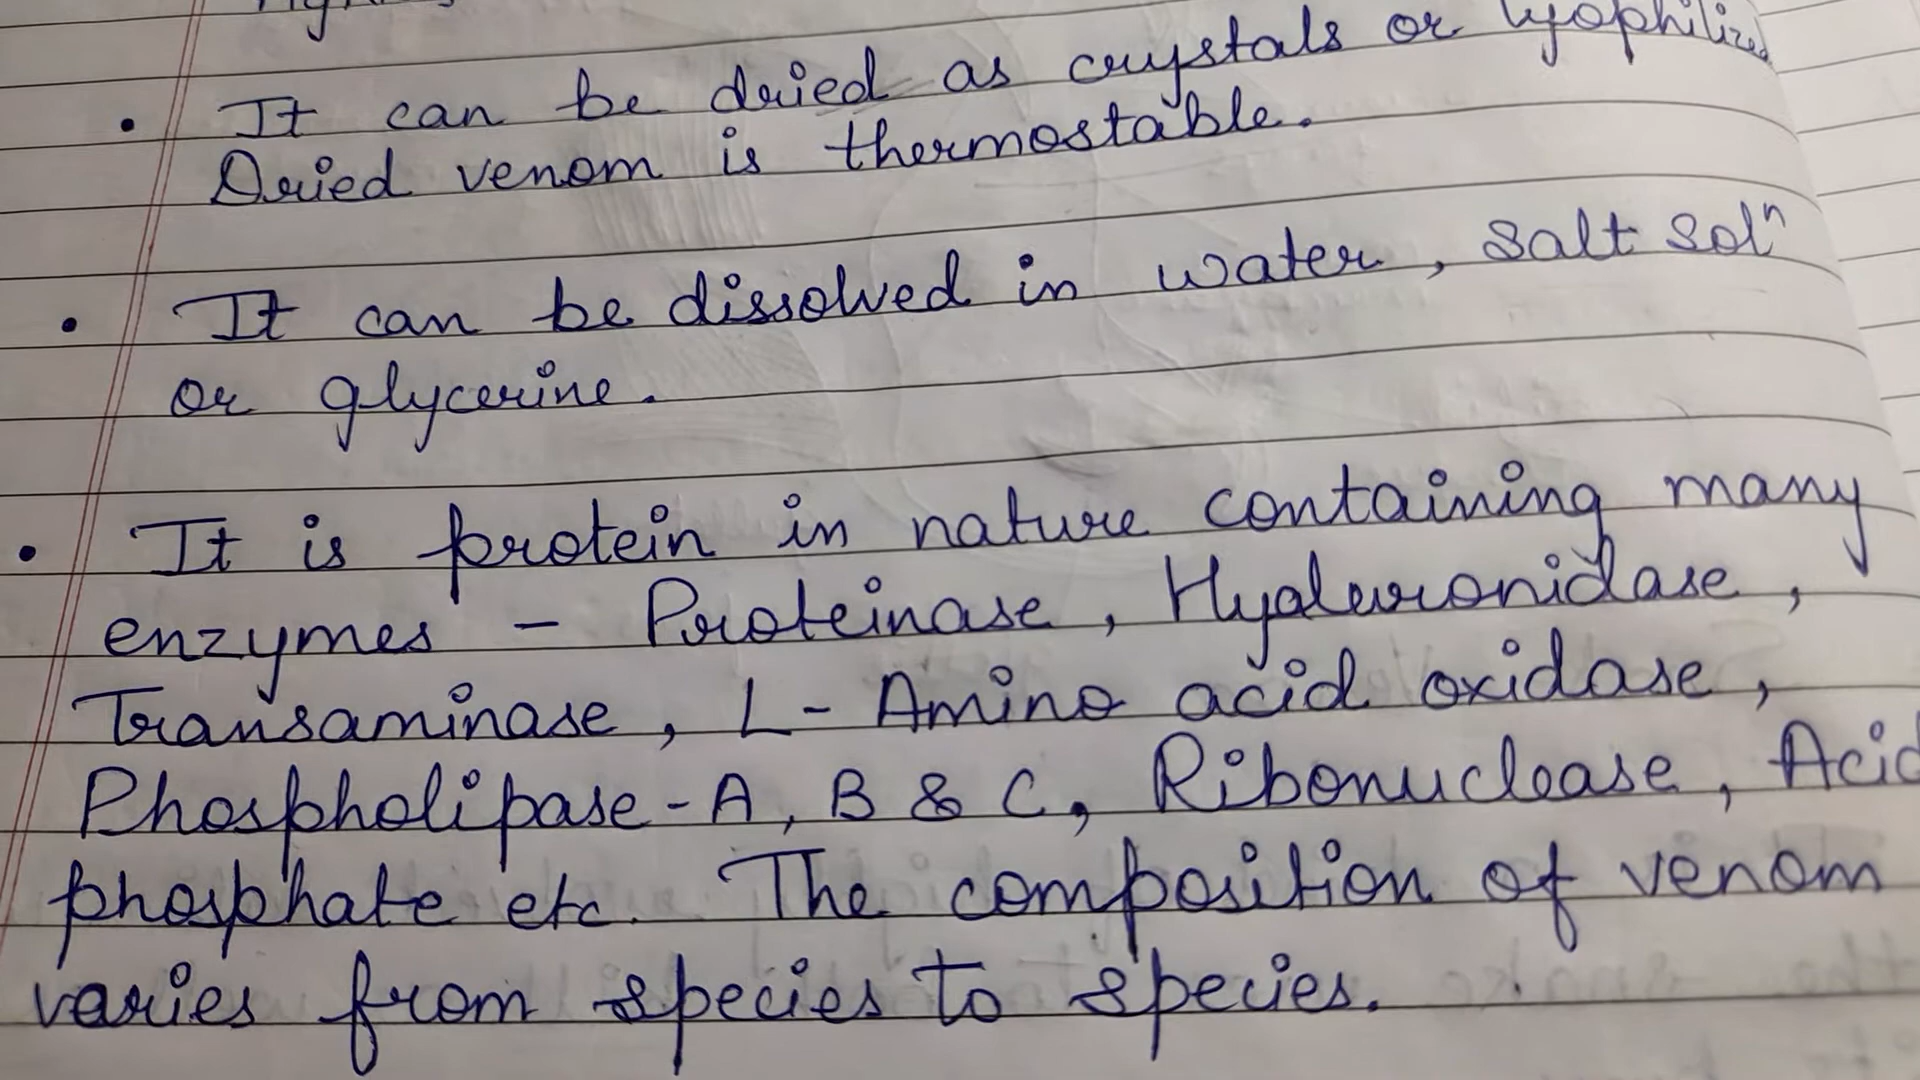 • It can be dried as crystals or lyophilized
Dried venom is thermostable.
• It can be dissolved in water, salt solⁿ
or glycerine.
• It is protein in nature containing many
enzymes - Proteinase, Hyaluronidase,
Transaminase, L-Amino acid oxidase,
Phospholipase-A, B & C, Ribonuclease, Acid
phosphate etc. The composition of venom
varies from species to species.